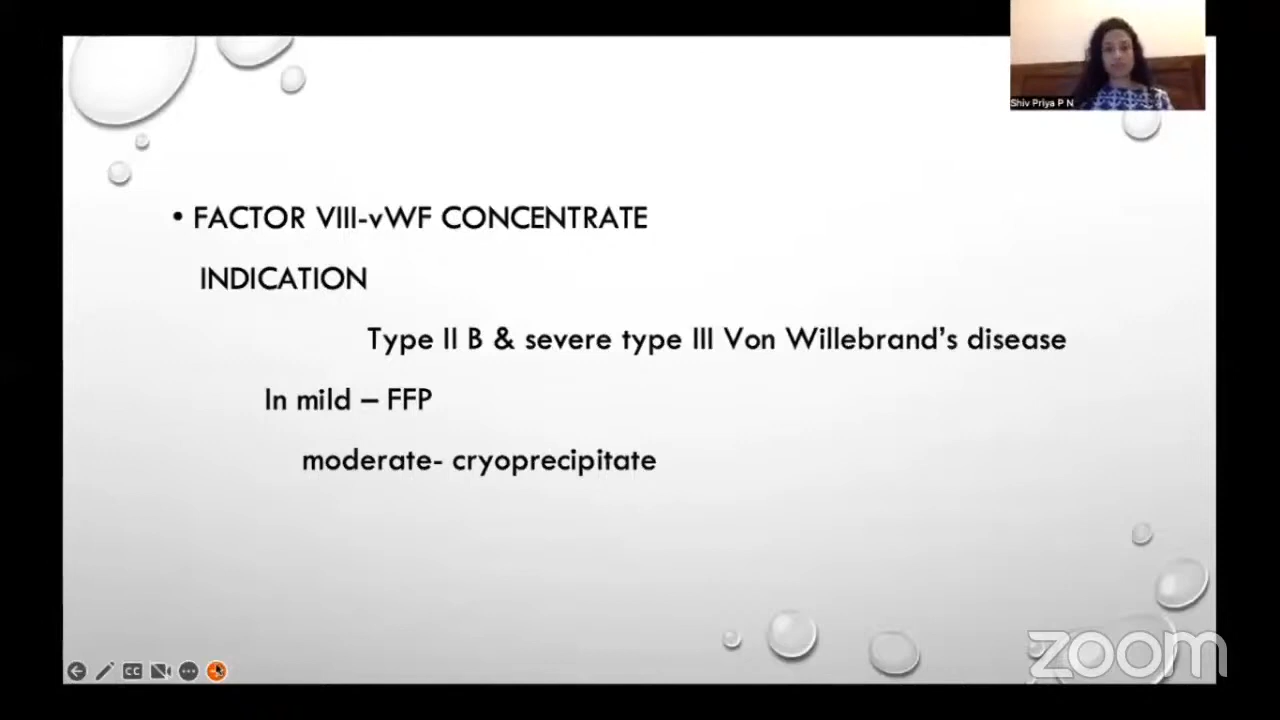 Shiv Priya P N
• FACTOR VIII-vWF CONCENTRATE
INDICATION
Type II B & severe type III Von Willebrand's disease
In mild – FFP
moderate- cryoprecipitate
CC
zoom